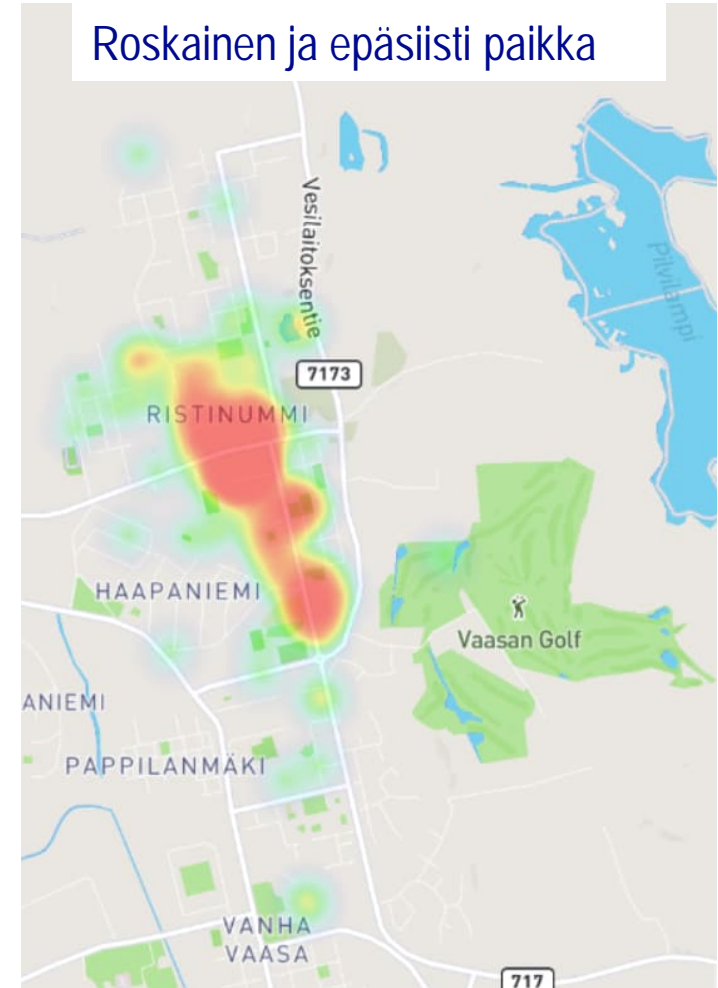 Roskainen ja epäsiisti paikka
Vesilaitoksentie
Pilvilampi
7173
RISTINUMMI
HAAPANIEMI
Vaasan Golf
ANIEMI
PAPPILANMÄKI
VANHA
VAASA
717